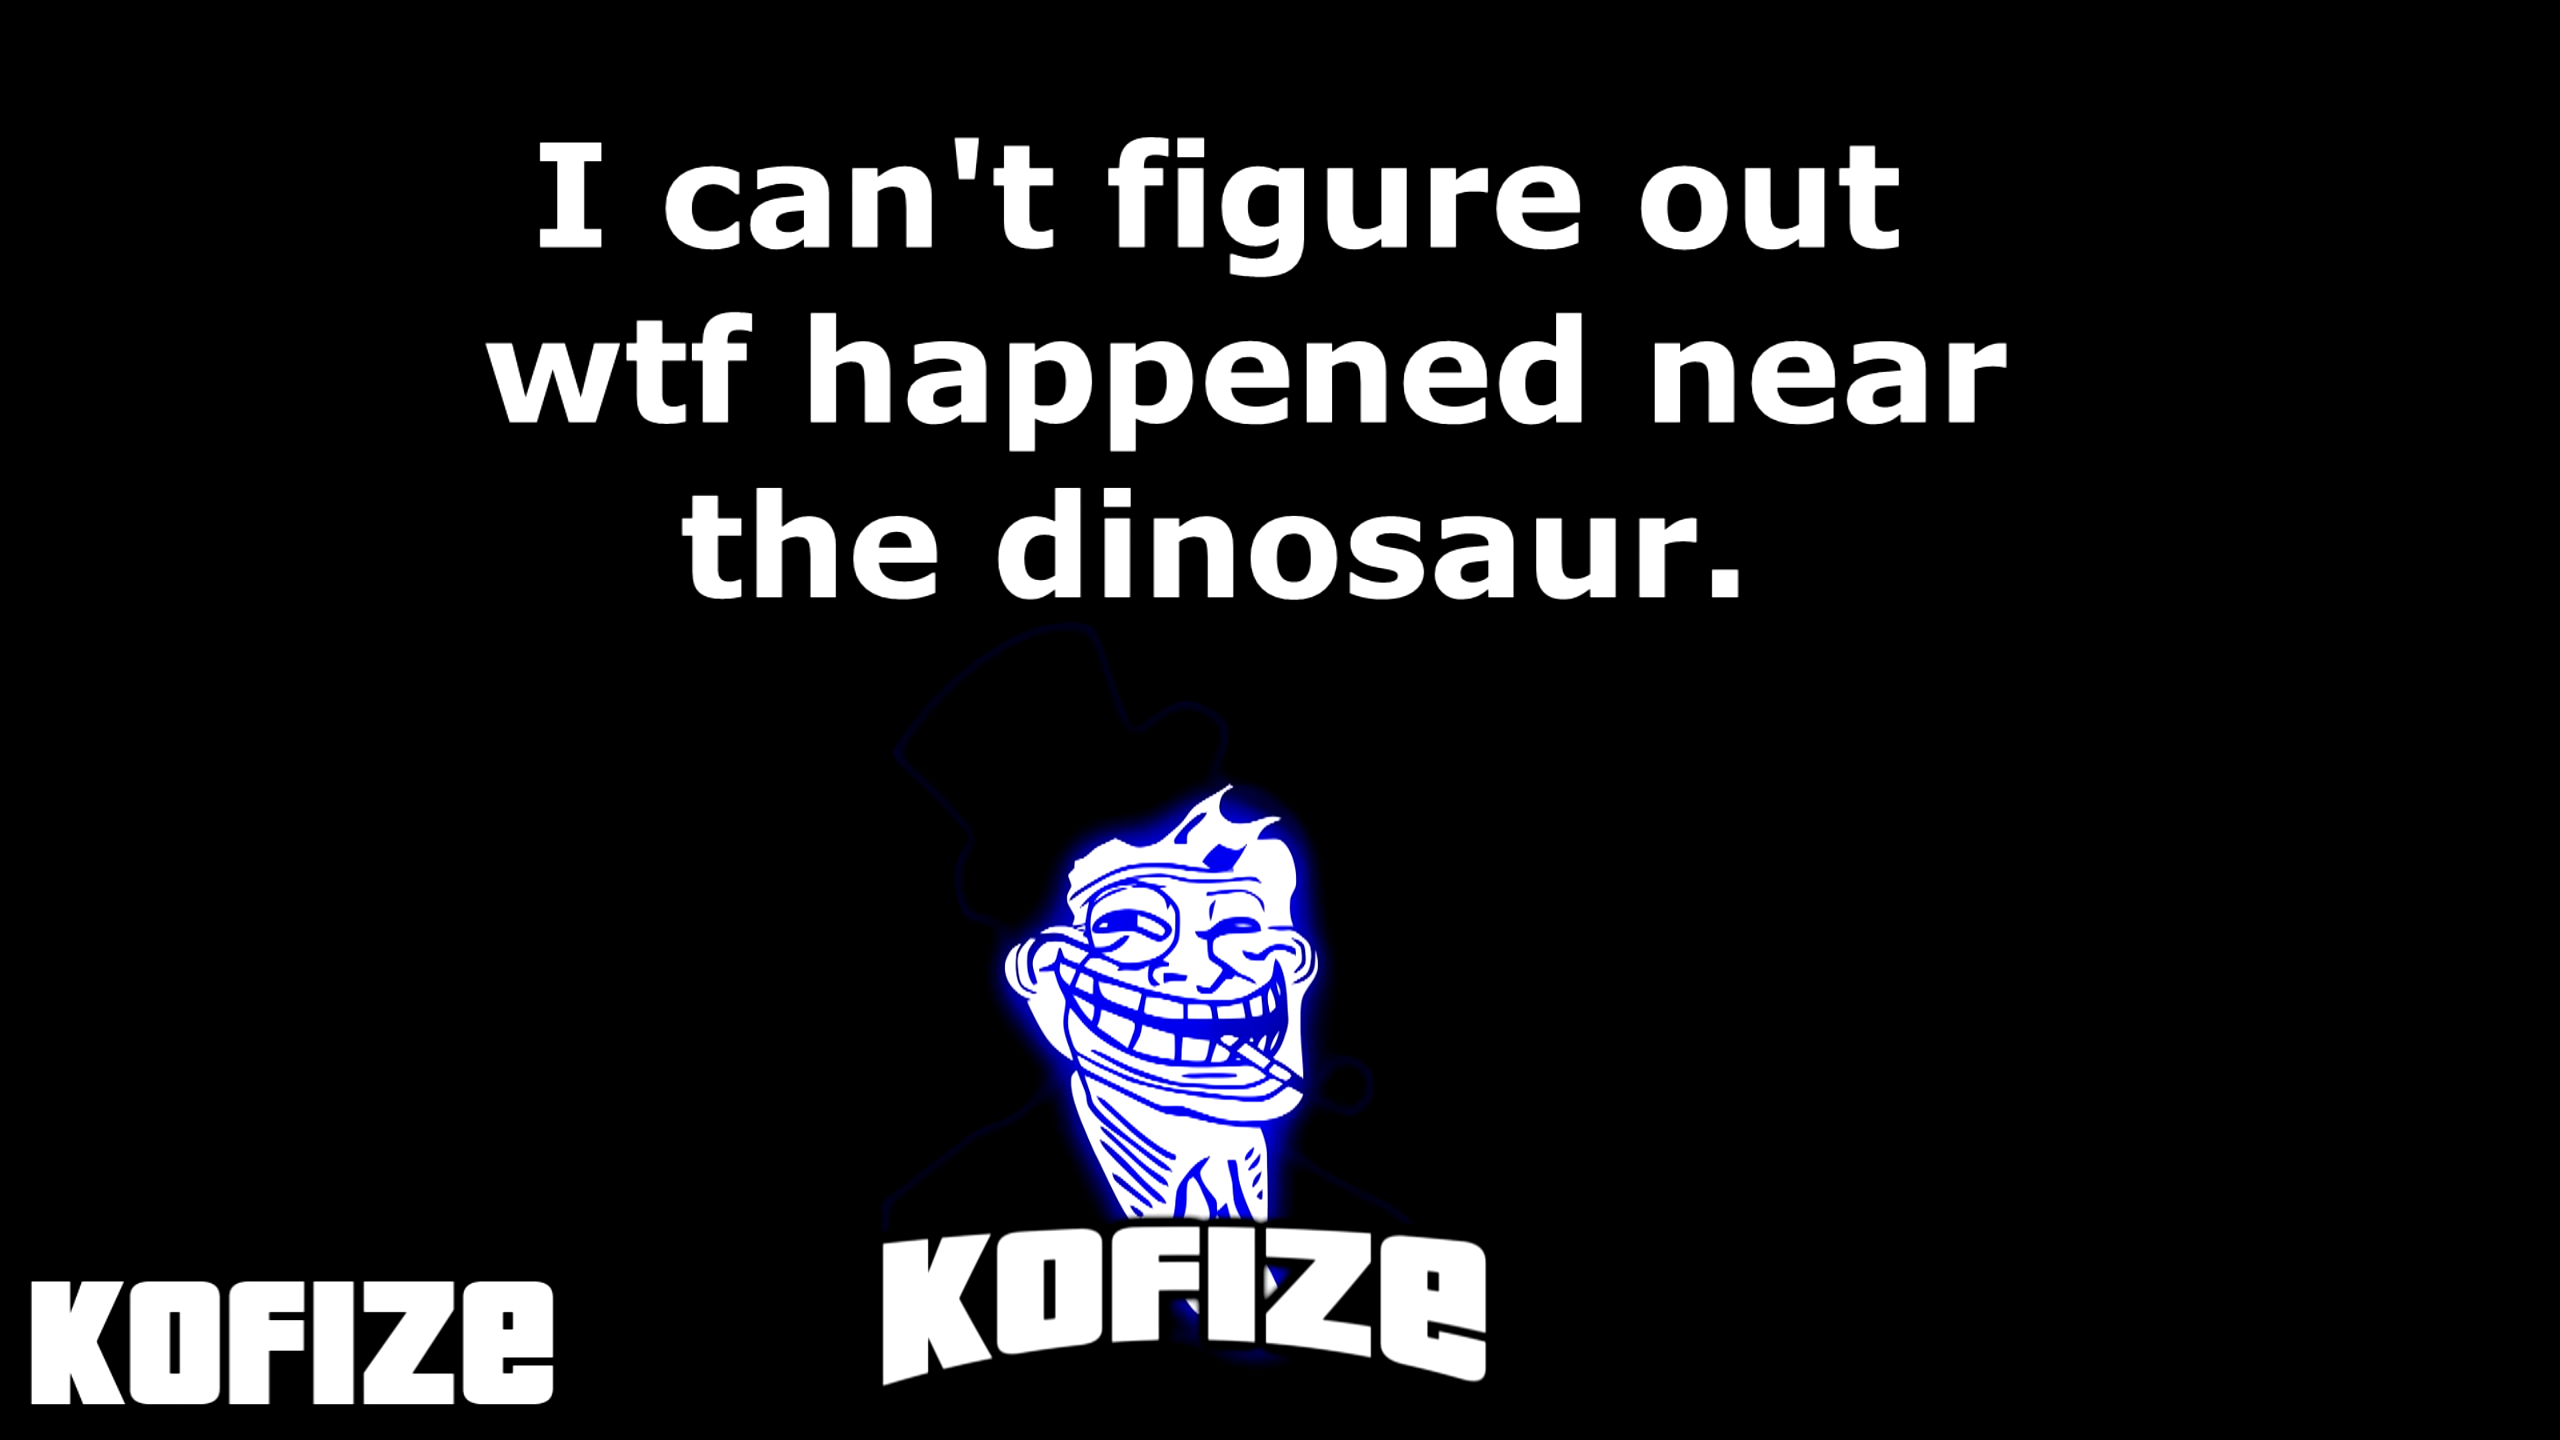 I can't figure out
wtf happened near
the dinosaur.
KOFIZE
KOFIZE